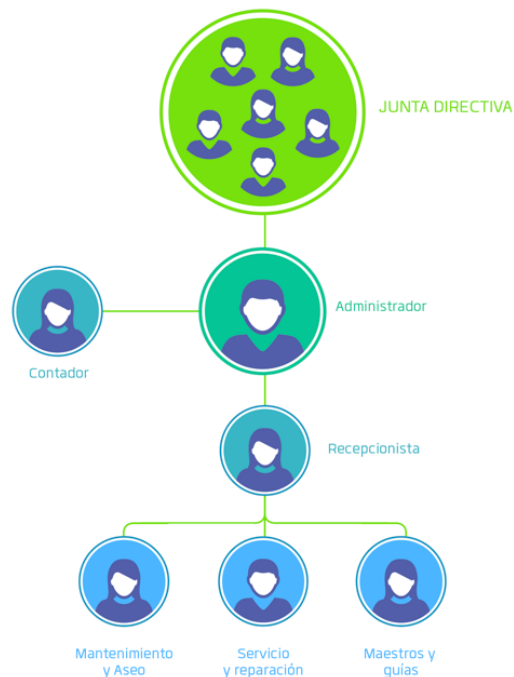 JUNTA DIRECTIVA
Administrador
Contador
Recepcionista
Mantenimiento
y Aseo
Servicio
y reparación
Maestros y
guías